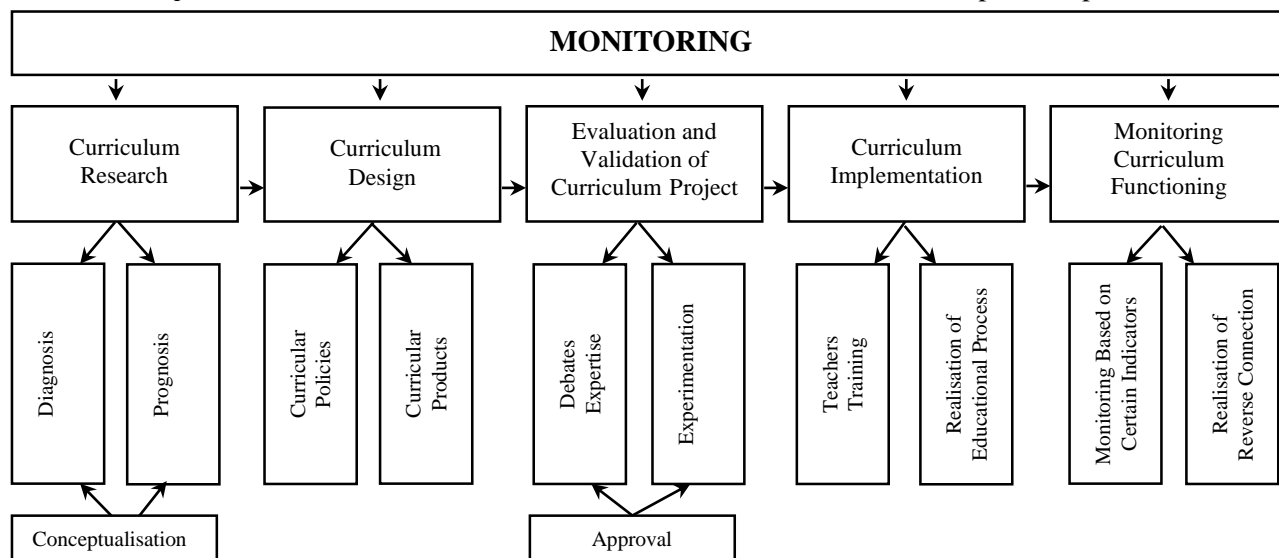 MONITORING
Curriculum
Research
Curriculum
Design
Evaluation and
Validation of
Curriculum Project
Curriculum
Implementation
Monitoring
Curriculum
Functioning
Diagnosis
Prognosis
Curricular
Policies
Curricular
Products
Debates
Expertise
Experimentation
Teachers
Training
Realisation of
Educational Process
Monitoring Based on
Certain Indicators
Realisation of
Reverse Connection
Conceptualisation
Approval